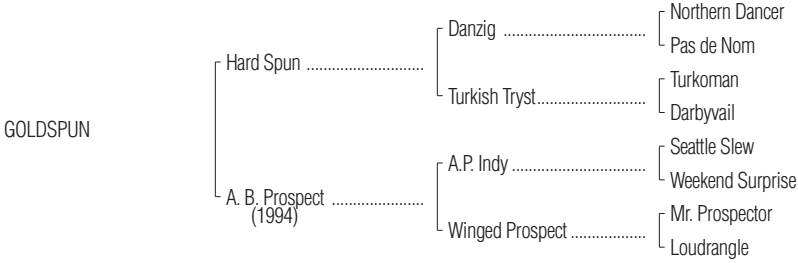 Northern Dancer
Danzig ................................
Pas de Nom
Hard Spun ...........................
Turkoman
Turkish Tryst.........................
Darbyvail
GOLDSPUN
Seattle Slew
A.P. Indy ...............................
Weekend Surprise
A. B. Prospect .....................
(1994)
Mr. Prospector
Winged Prospect .................
Loudrangle